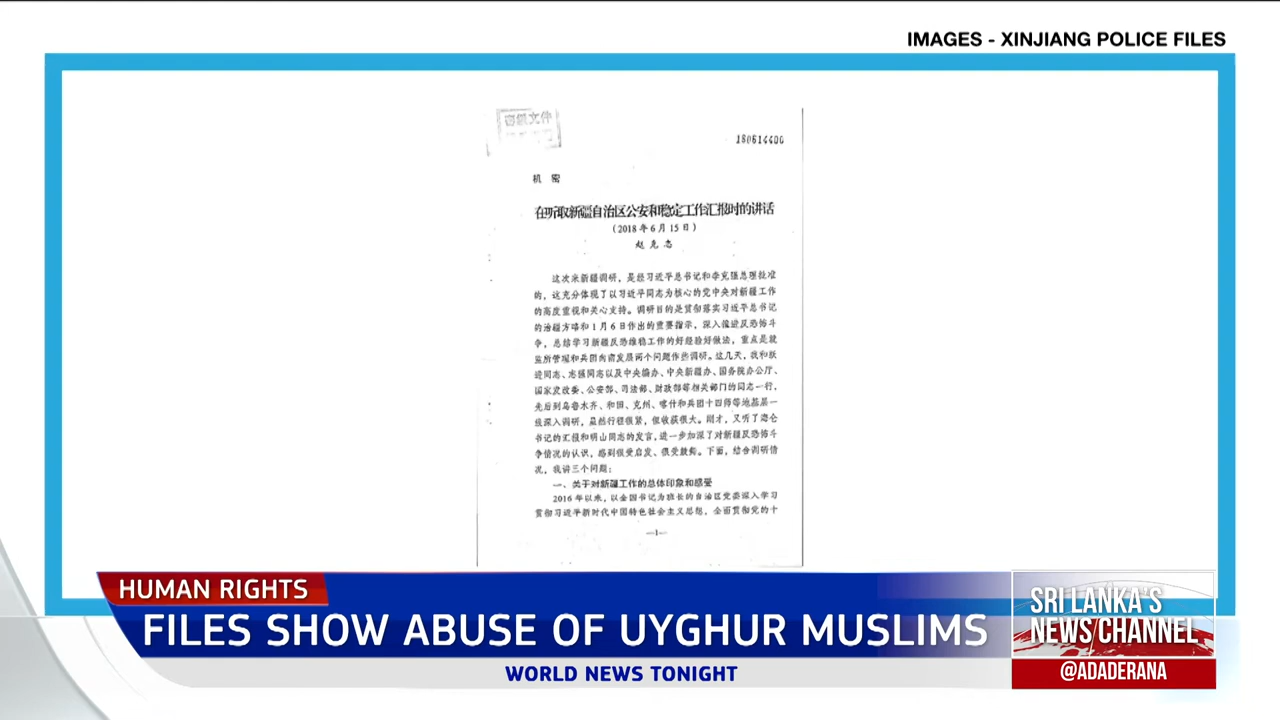 IMAGES - XINJIANG POLICE FILES
密级文件
180614400
机 密
在听取新疆自治区公安和稳定工作汇报时的讲话
(2018年6月15日)
赵克志
这次来新疆调研，是经习近平总书记和李克强总理批准
的，这充分体现了以习近平同志为核心的党中央对新疆工作
的高度重视和关心支持。调研目的是贯彻落实习近平总书记
的治疆方略和1月6日作出的重要指示，深入推进反恐怖斗
争，总结学习新疆反恐维稳工作的好经验好做法，重点是就
监所管理和兵团向南发展两个问题作些调研。这几天，我和
进同志、志强同志以及中央编办、中央新疆办、国务院办公厅、
国家发改委、公安部、司法部、财政部等相关部门的同志一行，
先后到乌鲁木齐、和田、克州、喀什和兵团十四师等地基层一
线深入调研，虽然行程很紧，但收获很大。刚才，又听了海仑
书记的汇报和明山同志的发言，进一步加深了对新疆反恐怖斗
争情况的认识，感到很受启发、很受鼓舞。下面，结合调研情
况，我讲三个问题：
一、关于对新疆工作的总体印象和感受
2016年以来，以全国书记为班长的自治区党委深入学习
贯彻习近平新时代中国特色社会主义思想，全面贯彻党的十
—1—
HUMAN RIGHTS
FILES SHOW ABUSE OF UYGHUR MUSLIMS
WORLD NEWS TONIGHT
SRI LANKA'S
NEWS CHANNEL
@ADADERANA